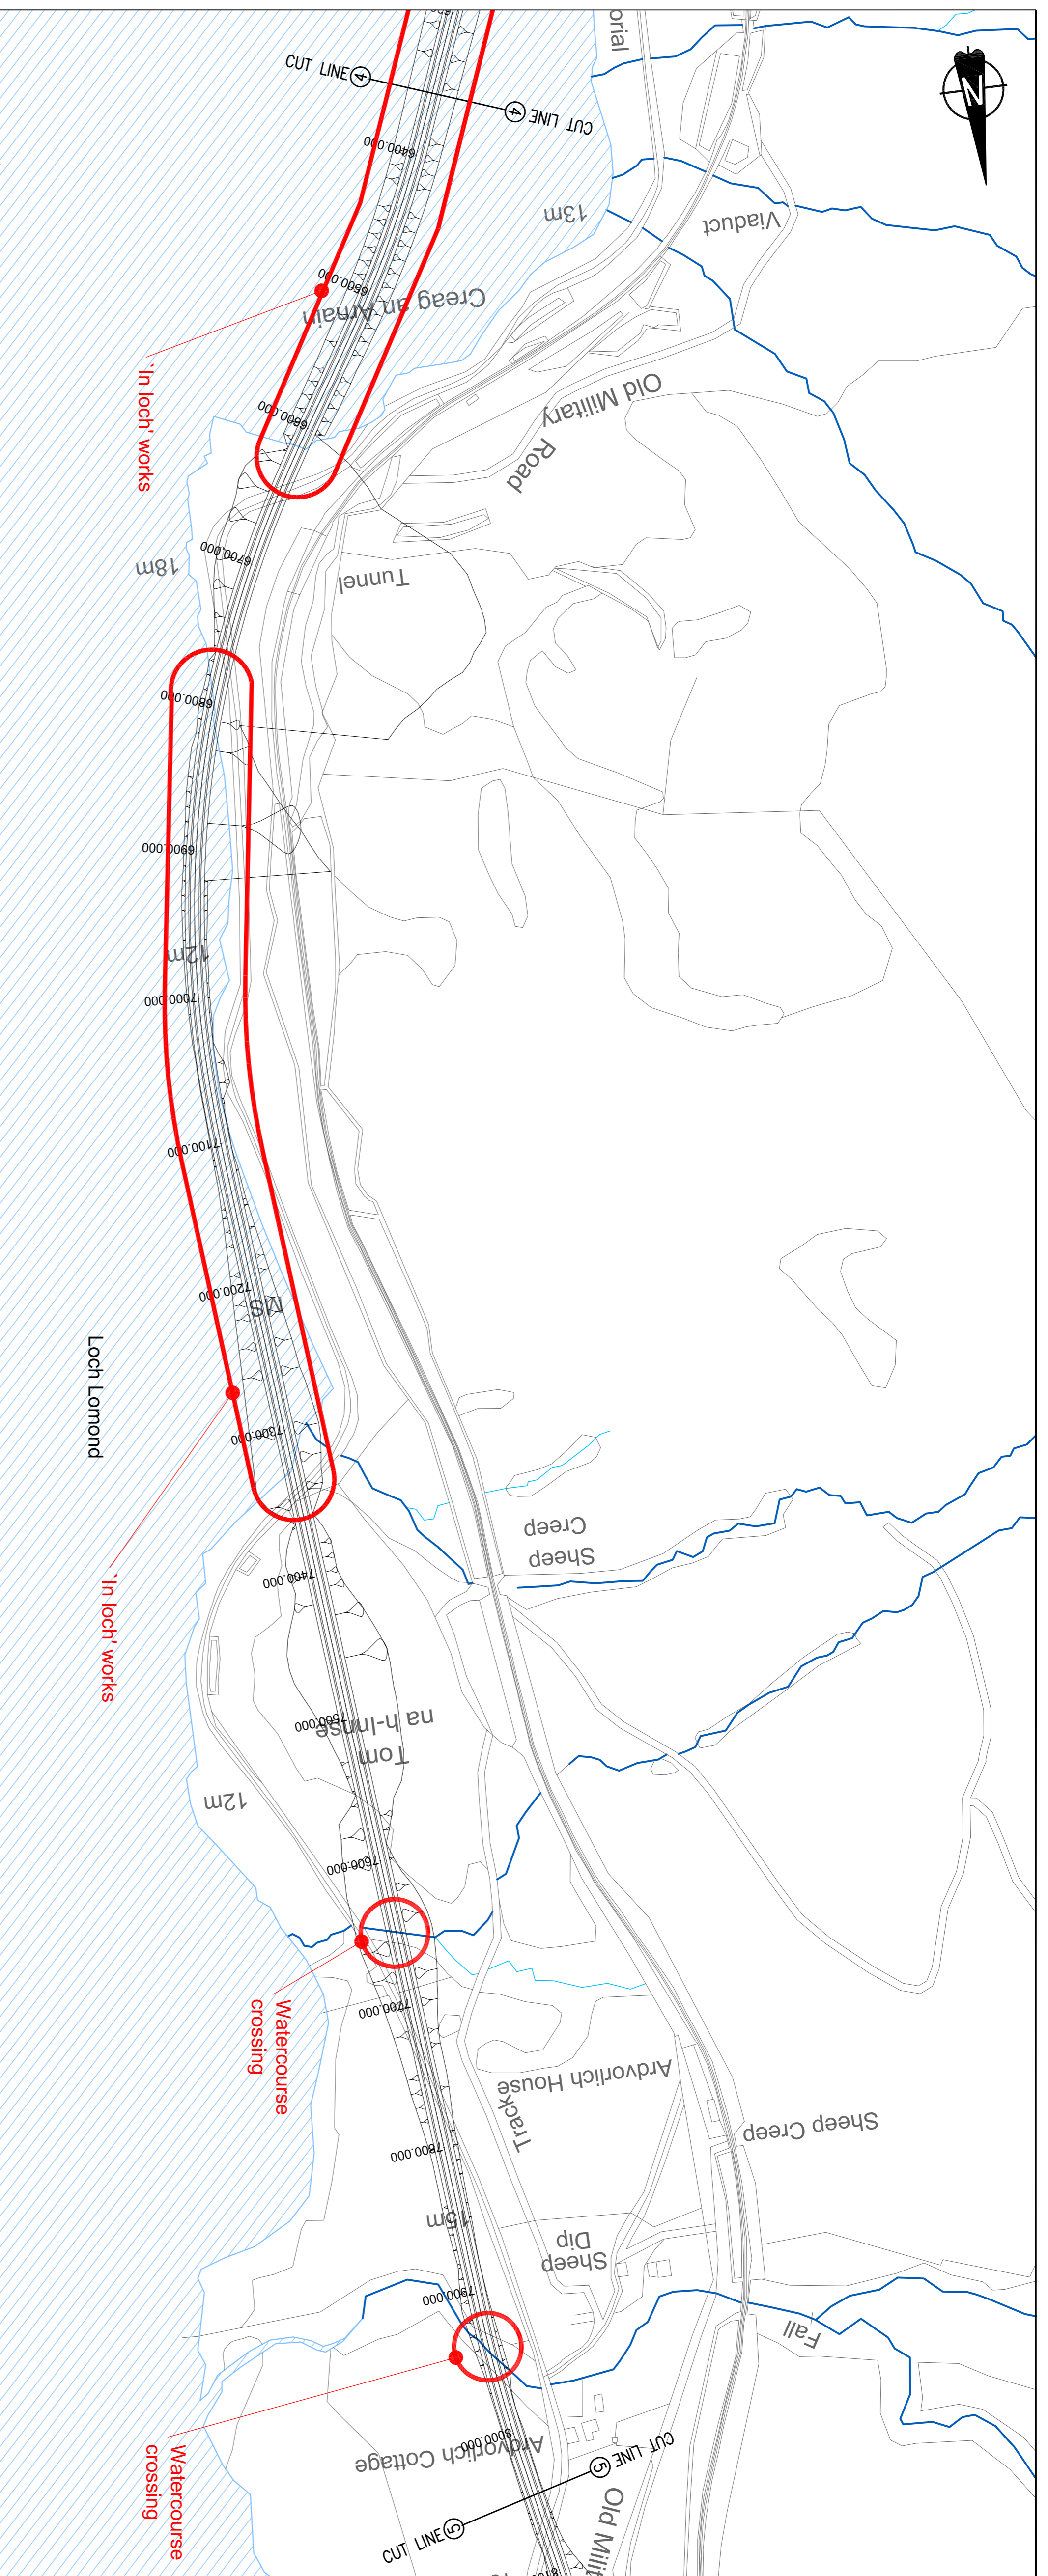 orial
CUT LINE 4
4 CUT LINE
N
6400.000
13m
Viaduct
6500.000
Creag an Arnain
'In loch' works
Old Military
Road
6800.000
6700.000
18m
Tunnel
6800.000
6900.000
12m
7000.000
7100.000
7200.000
MS
Loch Lomond
7300.000
Sheep
Creep
7400.000
'In loch' works
7500.000
Tom
na h-Innse
12m
7600.000
Watercourse
crossing
7700.000
Ardvorlich House
Track
Sheep Creep
7800.000
15m
Sheep
Dip
7900.000
Fall
Watercourse
crossing
8000.000
Ardvorlich Cottage
5 CUT LINE
CUT LINE 5
Old Milit